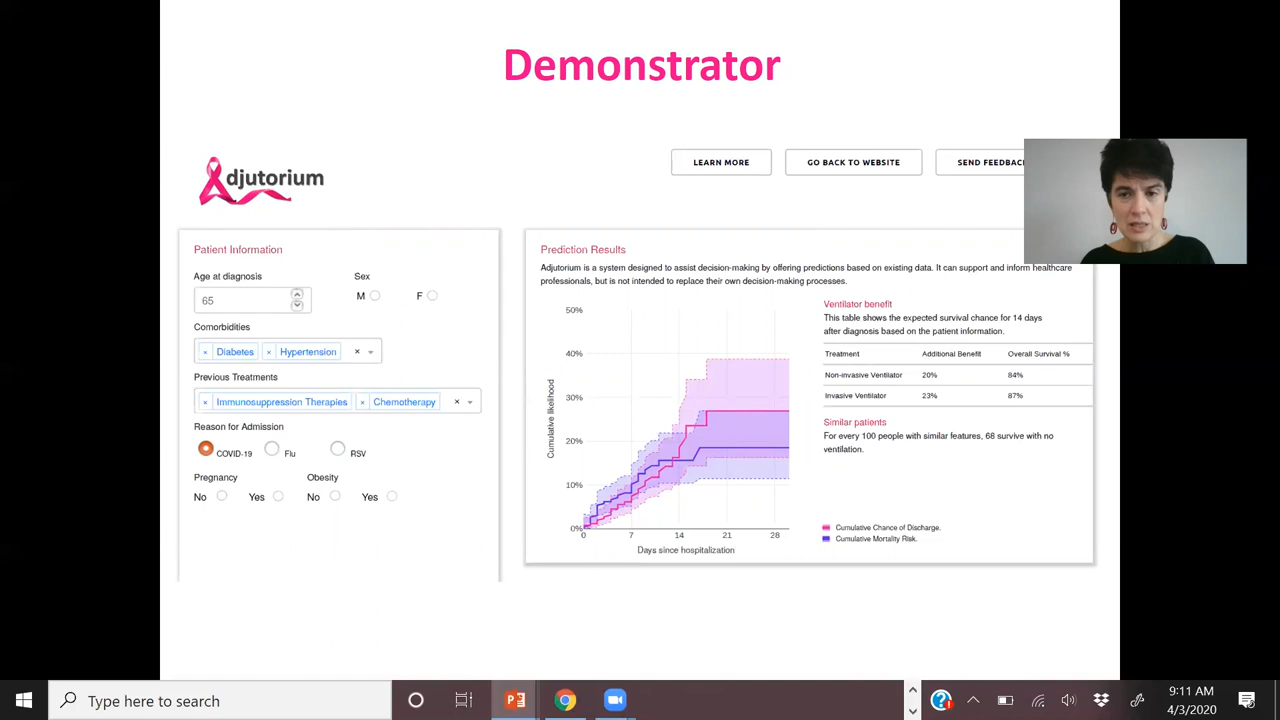 Demonstrator
djutorium
LEARN MORE
GO BACK TO WEBSITE
SEND FEEDBAC
Patient Information
Age at diagnosis
Sex
65
M
F
Comorbidities
× Diabetes × Hypertension ×
Previous Treatments
× Immunosuppression Therapies × Chemotherapy ×
Reason for Admission
COVID-19
Flu
RSV
Pregnancy
Obesity
No
Yes
No
Yes
Prediction Results
Adjutorium is a system designed to assist decision-making by offering predictions based on existing data. It can support and inform healthcare
professionals, but is not intended to replace their own decision-making processes.
50%
40%
30%
20%
10%
0%
Cumulative likelihood
0
7
14
21
28
Days since hospitalization
Ventilator benefit
This table shows the expected survival chance for 14 days
after diagnosis based on the patient information.
Treatment Additional Benefit Overall Survival %
Non-invasive Ventilator 20% 84%
Invasive Ventilator 23% 87%
Similar patients
For every 100 people with similar features, 68 survive with no
ventilation.
Cumulative Chance of Discharge.
Cumulative Mortality Risk.
Type here to search
9:11 AM
4/3/2020